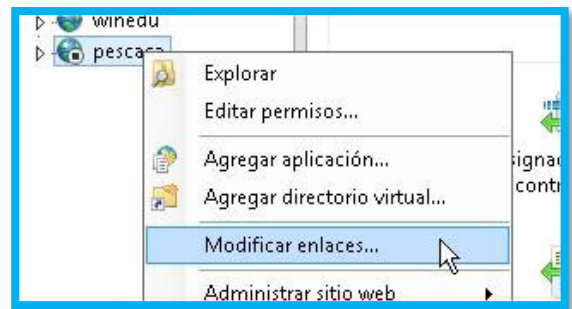 winedu
pescaca
Explorar
Editar permisos...
Agregar aplicación...
Agregar directorio virtual...
Modificar enlaces...
Administrar sitio web